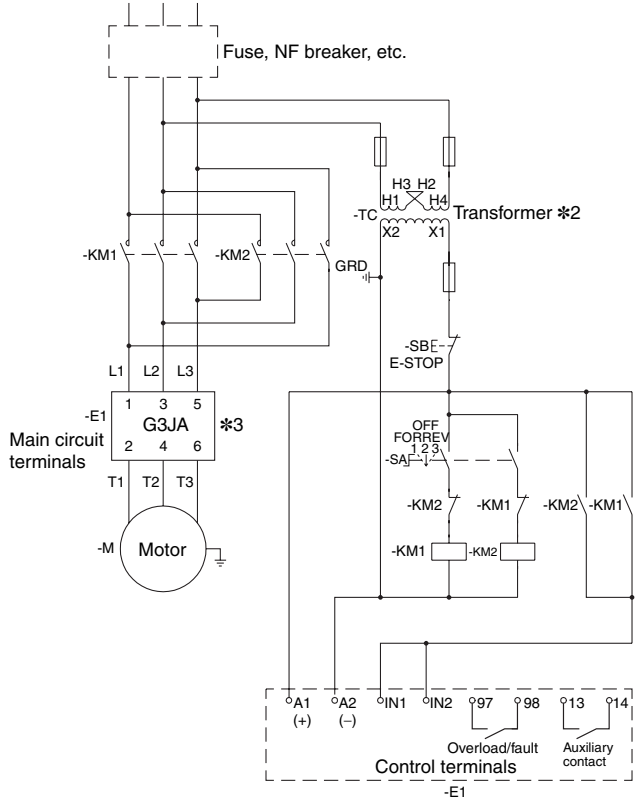 Fuse, NF breaker, etc.
H3 H2
H1 H4
-TC Transformer ✻2
X2 X1
-KM1 -KM2
GRD
-SB
E-STOP
L1 L2 L3
1 3 5
-E1 G3JA ✻3
2 4 6
Main circuit
terminals
OFF
FORREV
1 2 3
-SA
T1 T2 T3
-KM2 -KM1 -KM2 -KM1
-M Motor
-KM1 -KM2
A1 A2 IN1 IN2 97 98 13 14
(+) (−)
Overload/fault Auxiliary
contact
Control terminals
-E1